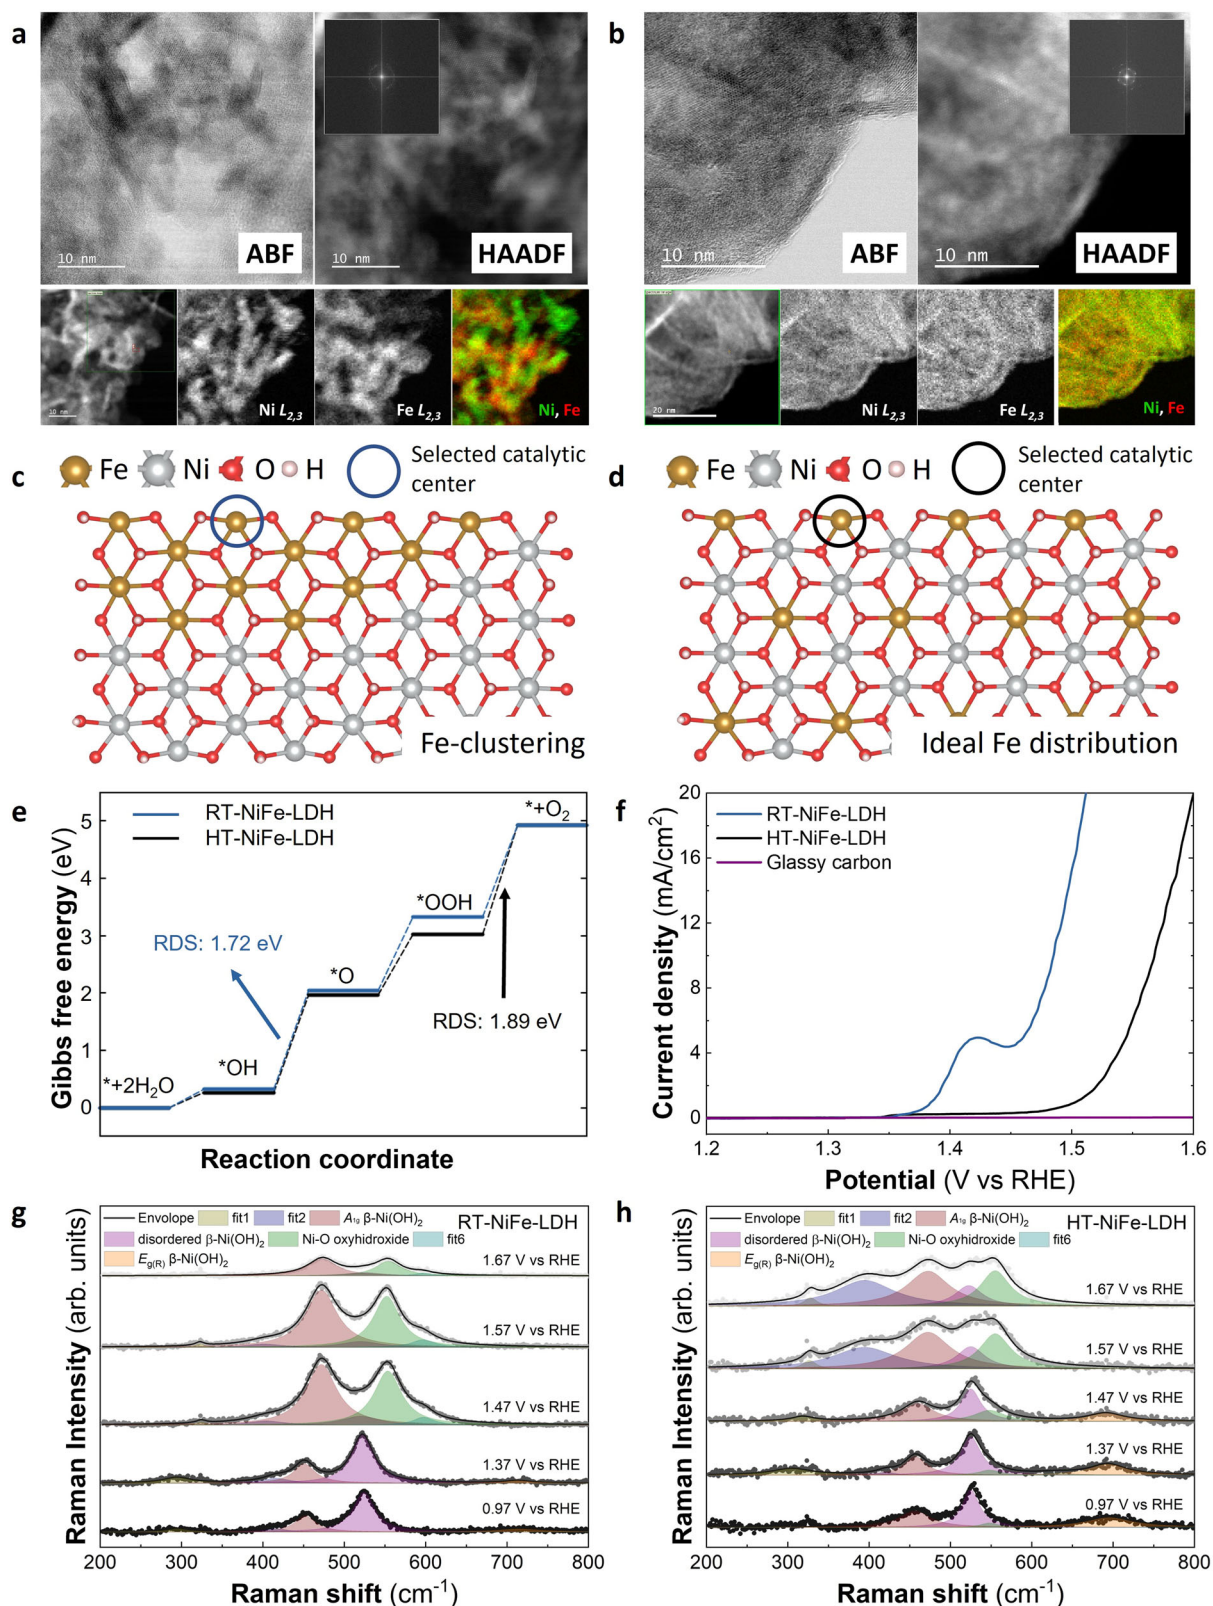 a
ABF
10 nm
HAADF
10 nm
b
ABF
10 nm
HAADF
10 nm
10 nm
Ni L2,3
Fe L2,3
Ni, Fe
20 nm
Ni L2,3
Fe L2,3
Ni, Fe
c
Fe Ni O H
Selected catalytic
center
Fe-clustering
d
Fe Ni O H
Selected catalytic
center
Ideal Fe distribution
e
Gibbs free energy (eV)
5
4
3
2
1
0
RT-NiFe-LDH
HT-NiFe-LDH
*+O2
*OOH
RDS: 1.72 eV
*O
RDS: 1.89 eV
*OH
*+2H2O
Reaction coordinate
f
Current density (mA/cm²)
20
16
12
8
4
0
RT-NiFe-LDH
HT-NiFe-LDH
Glassy carbon
1.2 1.3 1.4 1.5 1.6
Potential (V vs RHE)
g
Raman Intensity (arb. units)
Envelope fit1 fit2 A1g β-Ni(OH)2 RT-NiFe-LDH
disordered β-Ni(OH)2 Ni-O oxyhidroxide fit6
Eg(R) β-Ni(OH)2
1.67 V vs RHE
1.57 V vs RHE
1.47 V vs RHE
1.37 V vs RHE
0.97 V vs RHE
200 300 400 500 600 700 800
Raman shift (cm⁻¹)
h
Raman Intensity (arb. units)
Envelope fit1 fit2 A1g β-Ni(OH)2 HT-NiFe-LDH
disordered β-Ni(OH)2 Ni-O oxyhidroxide fit6
Eg(R) β-Ni(OH)2
1.67 V vs RHE
1.57 V vs RHE
1.47 V vs RHE
1.37 V vs RHE
0.97 V vs RHE
200 300 400 500 600 700 800
Raman shift (cm⁻¹)